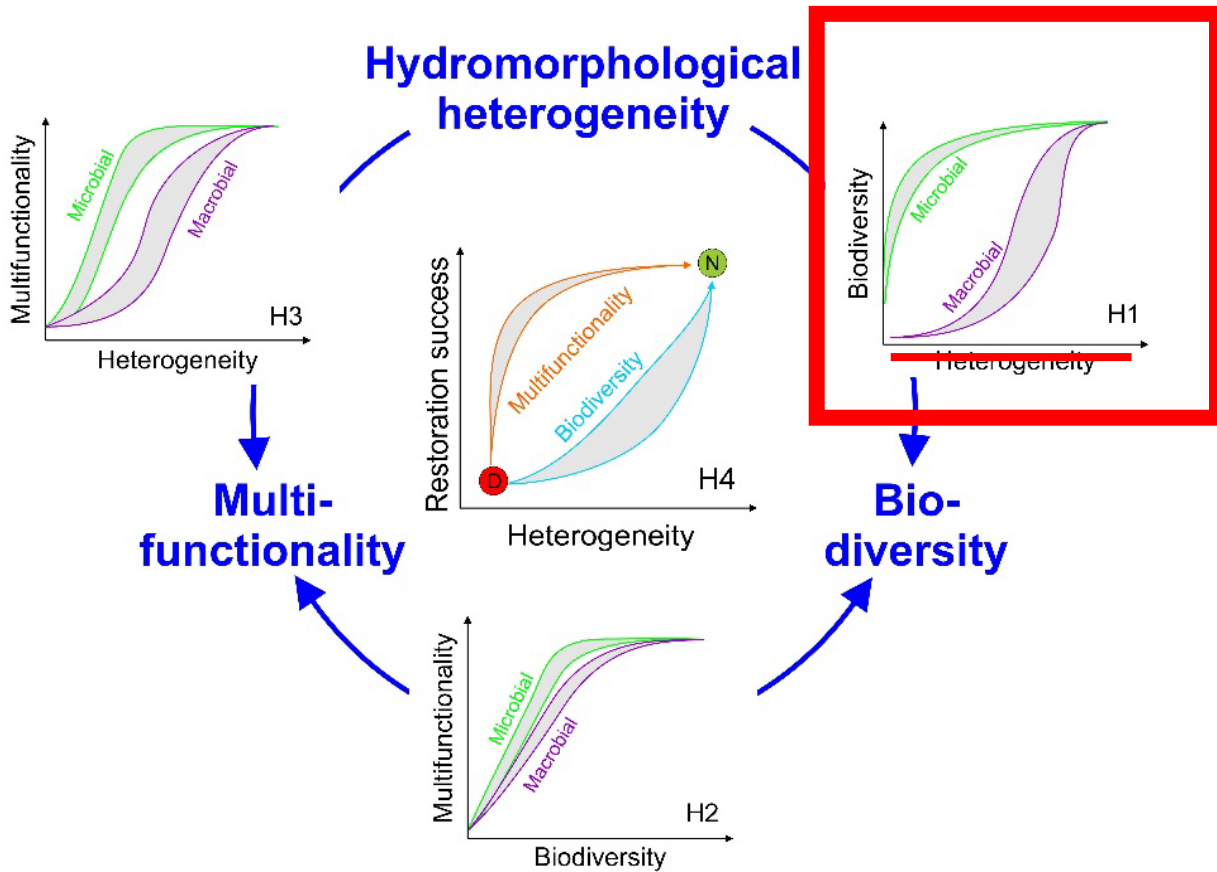 Hydromorphological
heterogeneity
Multifunctionality
Microbial
Macrobial
H3
Heterogeneity
Biodiversity
Microbial
Macrobial
H1
Heterogeneity
Restoration success
N
Multifunctionality
Biodiversity
D
H4
Heterogeneity
Multi-
functionality
Bio-
diversity
Multifunctionality
Microbial
Macrobial
H2
Biodiversity